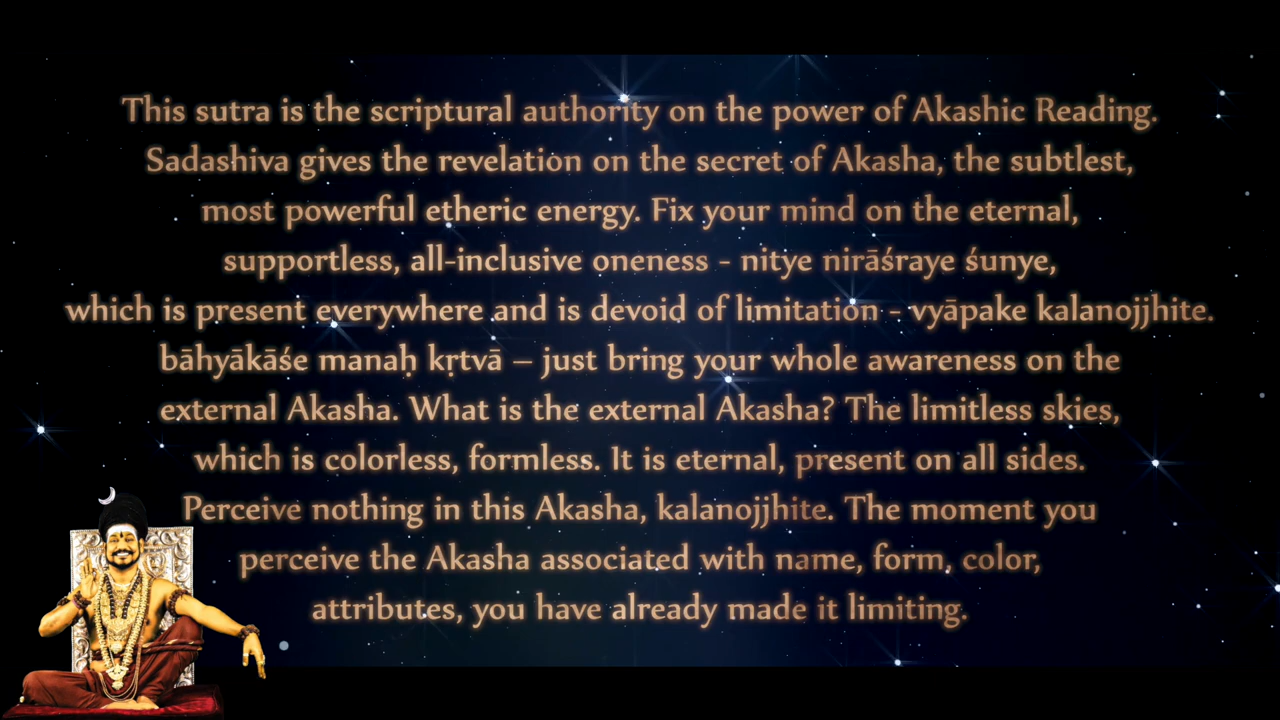 This sutra is the scriptural authority on the power of Akashic Reading.
Sadashiva gives the revelation on the secret of Akasha, the subtlest,
most powerful etheric energy. Fix your mind on the eternal,
supportless, all-inclusive oneness - nitye nirāśraye śunye,
which is present everywhere and is devoid of limitation - vyāpake kalanojjhite.
bāhyākāśe manaḥ kṛtvā – just bring your whole awareness on the
external Akasha. What is the external Akasha? The limitless skies,
which is colorless, formless. It is eternal, present on all sides.
Perceive nothing in this Akasha, kalanojjhite. The moment you
perceive the Akasha associated with name, form, color,
attributes, you have already made it limiting.